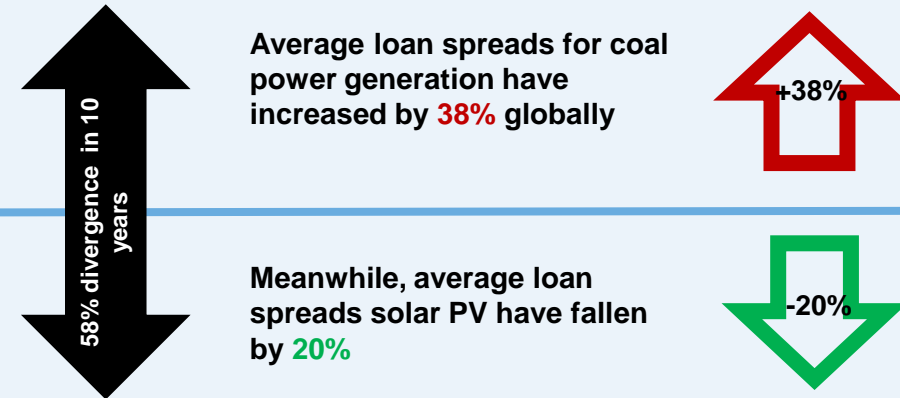 58% divergence in 10
years
Average loan spreads for coal
power generation have
increased by 38% globally
+38%
Meanwhile, average loan
spreads solar PV have fallen
by 20%
-20%